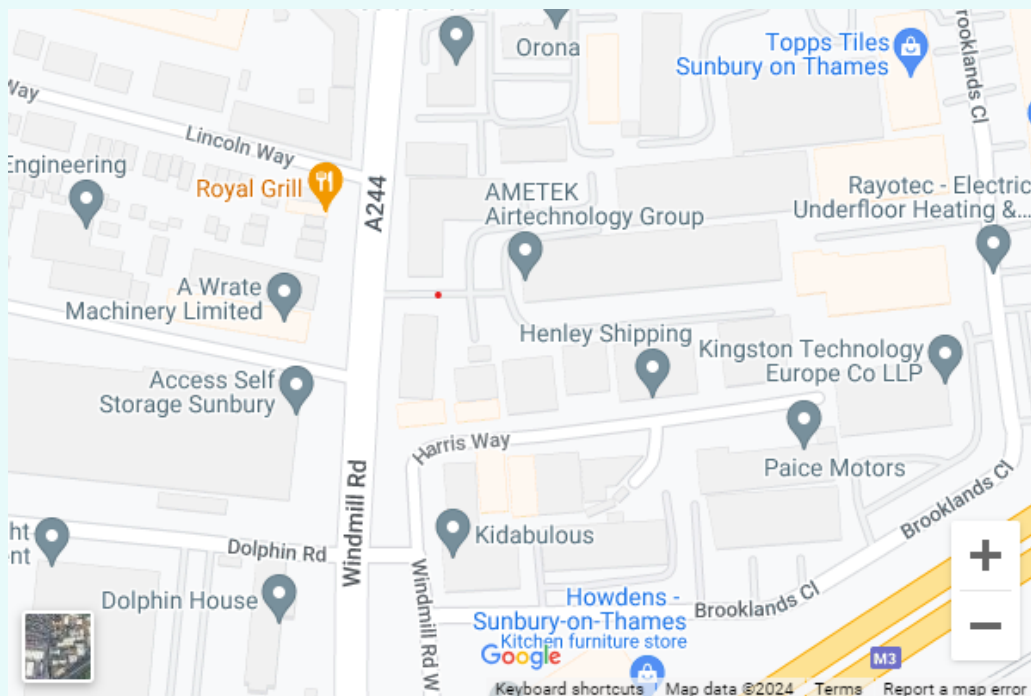 Orona
Topps Tiles
Sunbury on Thames
Brooklands Cl
Way
Lincoln Way
Engineering
Royal Grill
A244
AMETEK
Airtechnology Group
Rayotec - Electric
Underfloor Heating &...
A Wrate
Machinery Limited
Henley Shipping
Kingston Technology
Europe Co LLP
Access Self
Storage Sunbury
Harris Way
Paice Motors
Windmill Rd
Brooklands Cl
ht
ent
Dolphin Rd
Kidabulous
Dolphin House
Windmill Rd W
Howdens -
Sunbury-on-Thames
Kitchen furniture store
Brooklands Cl
Google
M3
+
−
Keyboard shortcuts
Map data ©2024
Terms
Report a map error